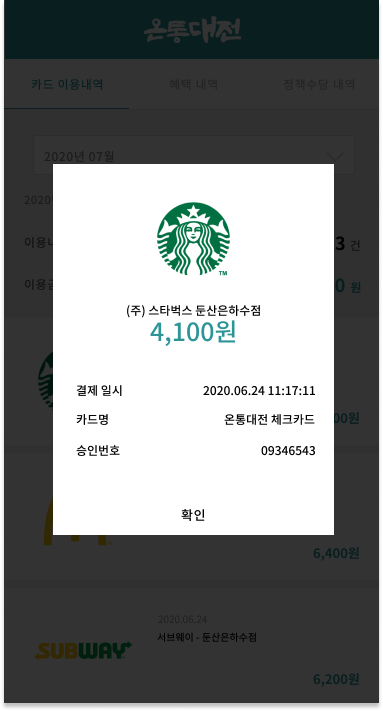 온통대전
카드 이용내역 혜택 내역 정책수당 내역
2020년 07월
2020
이용내
3 건
이용금
0 원
TM
(주) 스타벅스 둔산은하수점
4,100원
00원
결제 일시 2020.06.24 11:17:11
카드명 온통대전 체크카드
승인번호 09346543
확인
6,400원
2020.06.24
서브웨이 - 둔산은하수점
SUBWAY
6,200원